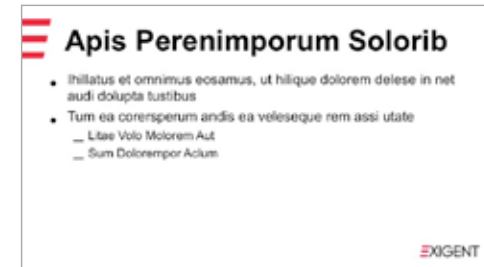 Apis Perenimporum Solorib
• Ihillatus et omnimus eosamus, ut hilique dolorem delese in net
audi dolupta tustibus
• Tum ea corersperum andis ea veleseque rem assi utate
— Litae Volo Molorem Aut
— Sum Dolorempor Aclum
EXIGENT